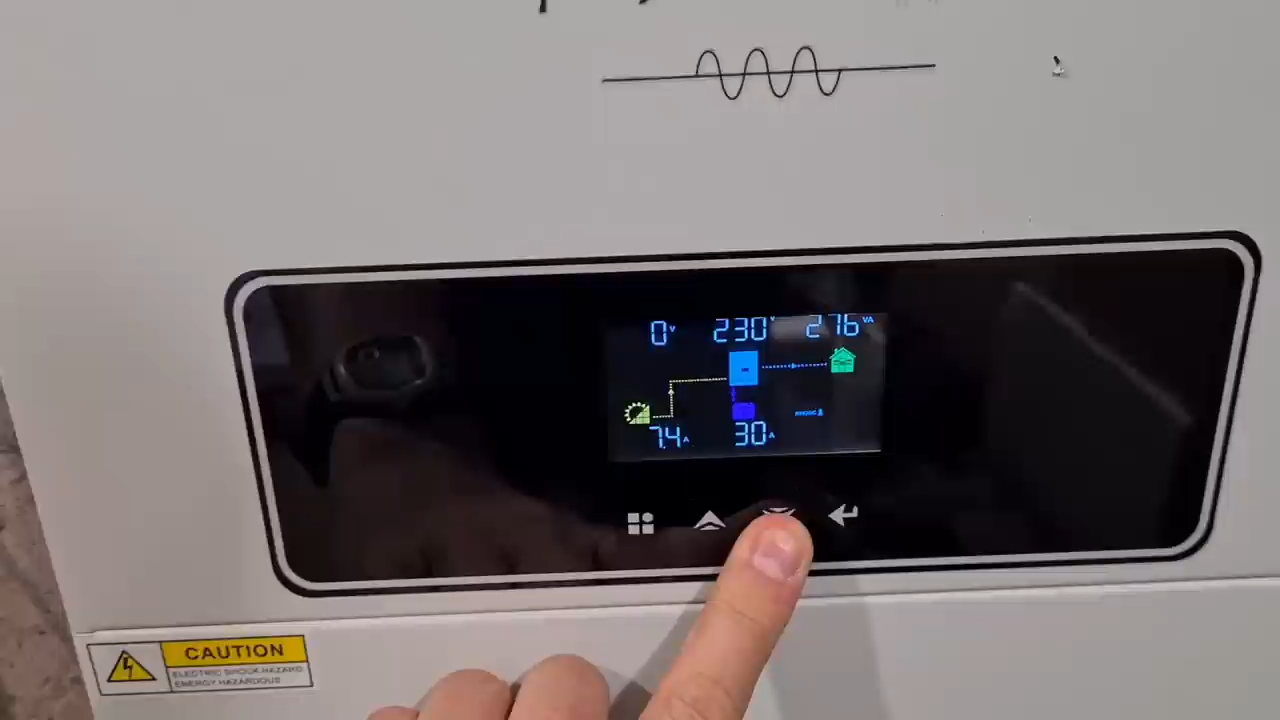 0V 230V 276VA
7.4A 30A
CAUTION
ELECTRIC SHOCK HAZARD
ENERGY HAZARDOUS